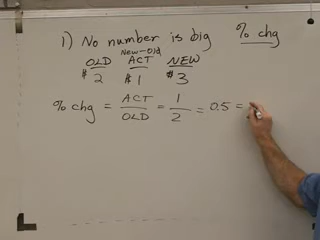 1) No number is big % chg
New-Old
OLD ACT NEW
$2 $1 $3
% chg = ACT/OLD = 1/2 = 0.5 =